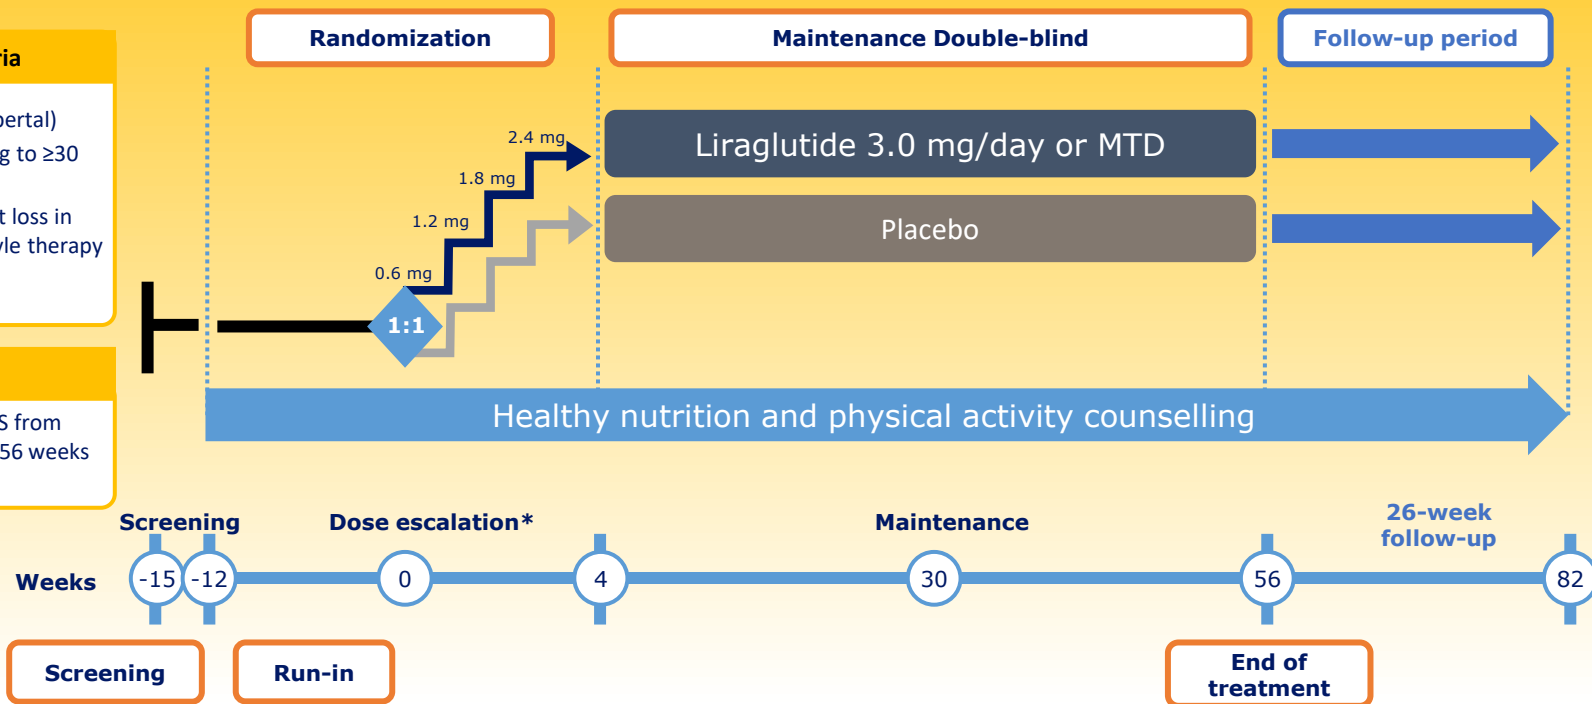 Randomization
Maintenance Double-blind
Follow-up period
ria
pertal)
g to ≥30
t loss in
yle therapy
S from
56 weeks
2.4 mg
1.8 mg
1.2 mg
0.6 mg
1:1
Liraglutide 3.0 mg/day or MTD
Placebo
Healthy nutrition and physical activity counselling
Screening
Dose escalation*
Maintenance
26-week
follow-up
Weeks
-15
-12
0
4
30
56
82
Screening
Run-in
End of
treatment